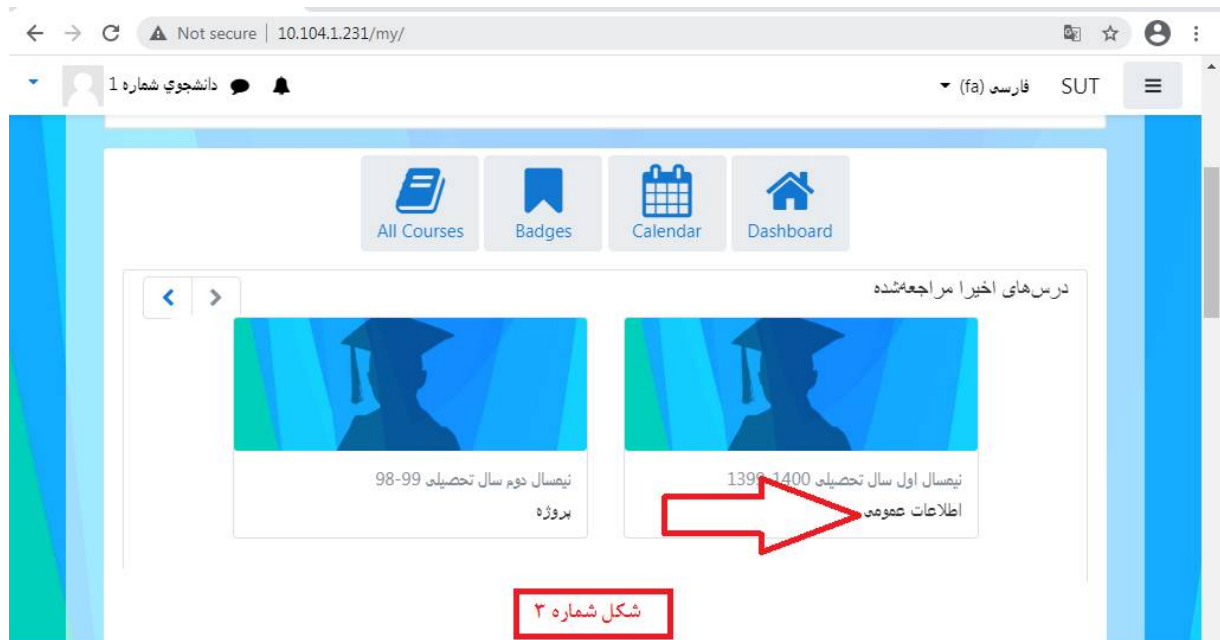 Not secure | 10.104.1.231/my/
SUT فارسی (fa) دانشجوي شماره 1
All Courses Badges Calendar Dashboard
درس‌های اخیرا مراجعه‌شده
نیمسال اول سال تحصیلی 1400-1399
اطلاعات عمومی
نیمسال دوم سال تحصیلی 99-98
پروژه
شکل شماره ۳